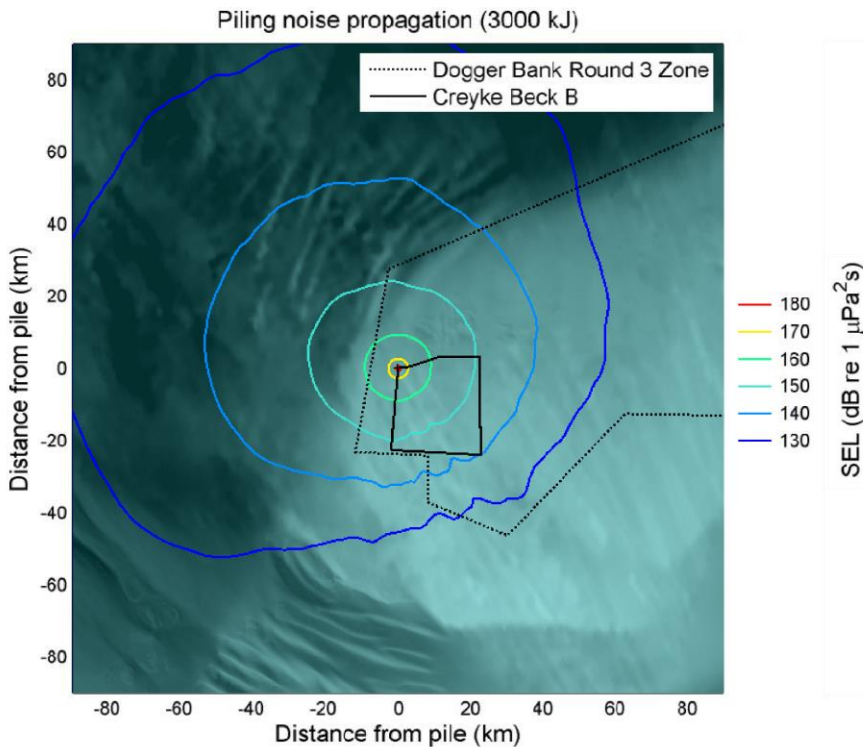 Piling noise propagation (3000 kJ)
Dogger Bank Round 3 Zone
Creyke Beck B
Distance from pile (km)
80
60
40
20
0
-20
-40
-60
-80
-80 -60 -40 -20 0 20 40 60 80
Distance from pile (km)
180
170
160
150
140
130
SEL (dB re 1 μPa²s)